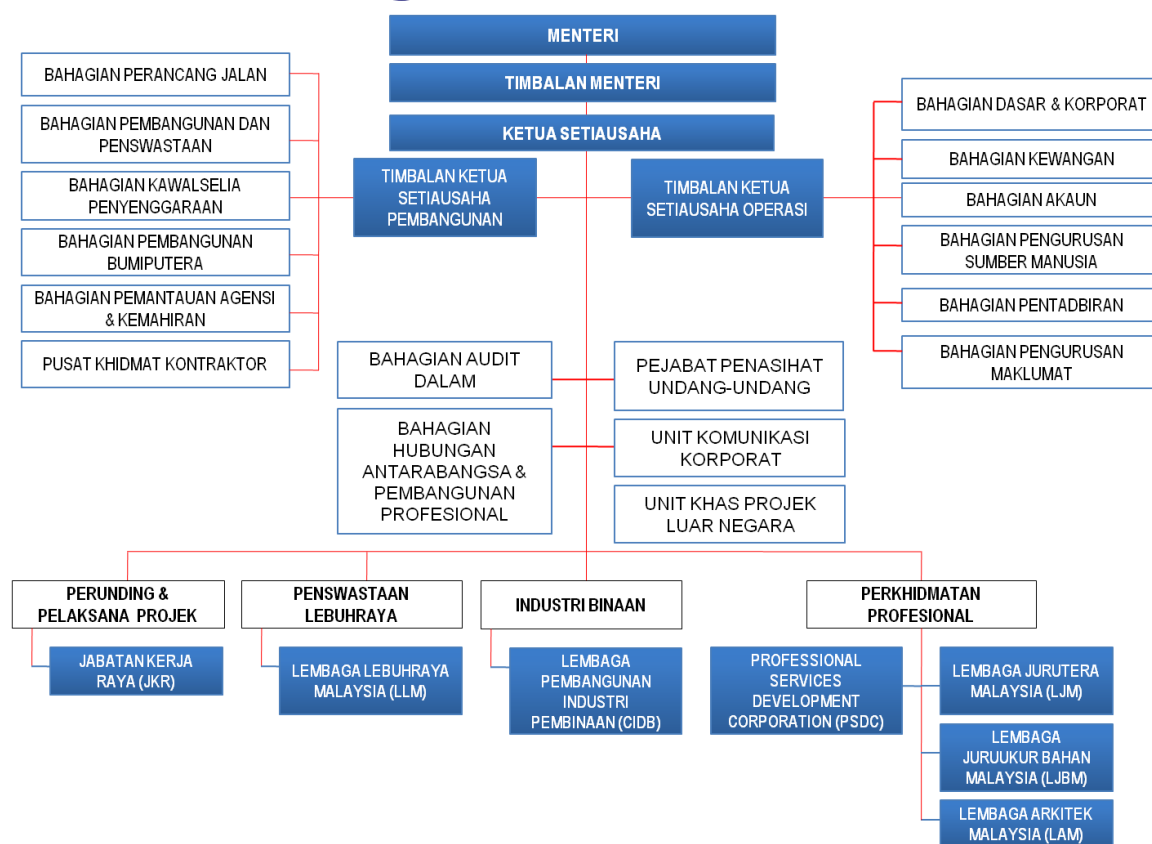 MENTERI
TIMBALAN MENTERI
KETUA SETIAUSAHA
TIMBALAN KETUA
SETIAUSAHA
PEMBANGUNAN
TIMBALAN KETUA
SETIAUSAHA OPERASI
BAHAGIAN PERANCANG JALAN
BAHAGIAN PEMBANGUNAN DAN
PENSWASTAAN
BAHAGIAN KAWALSELIA
PENYENGGARAAN
BAHAGIAN PEMBANGUNAN
BUMIPUTERA
BAHAGIAN PEMANTAUAN AGENSI
& KEMAHIRAN
PUSAT KHIDMAT KONTRAKTOR
BAHAGIAN DASAR & KORPORAT
BAHAGIAN KEWANGAN
BAHAGIAN AKAUN
BAHAGIAN PENGURUSAN
SUMBER MANUSIA
BAHAGIAN PENTADBIRAN
BAHAGIAN PENGURUSAN
MAKLUMAT
BAHAGIAN AUDIT
DALAM
PEJABAT PENASIHAT
UNDANG-UNDANG
BAHAGIAN
HUBUNGAN
ANTARABANGSA &
PEMBANGUNAN
PROFESIONAL
UNIT KOMUNIKASI
KORPORAT
UNIT KHAS PROJEK
LUAR NEGARA
PERUNDING &
PELAKSANA PROJEK
JABATAN KERJA
RAYA (JKR)
PENSWASTAAN
LEBUHRAYA
LEMBAGA LEBUHRAYA
MALAYSIA (LLM)
INDUSTRI BINAAN
LEMBAGA
PEMBANGUNAN
INDUSTRI
PEMBINAAN (CIDB)
PERKHIDMATAN
PROFESIONAL
PROFESSIONAL
SERVICES
DEVELOPMENT
CORPORATION (PSDC)
LEMBAGA JURUTERA
MALAYSIA (LJM)
LEMBAGA
JURUUKUR BAHAN
MALAYSIA (LJBM)
LEMBAGA ARKITEK
MALAYSIA (LAM)